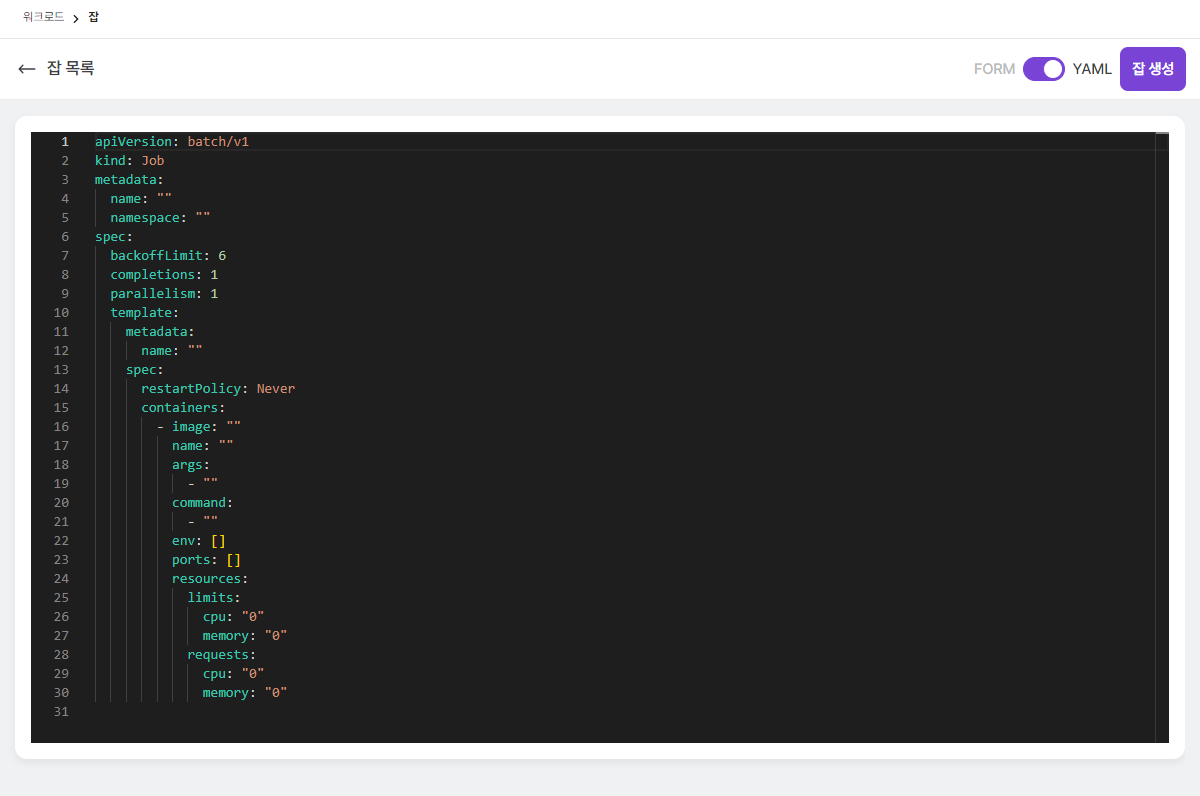 워크로드 > 잡
← 잡 목록
FORM YAML 잡 생성
1 apiVersion: batch/v1
2 kind: Job
3 metadata:
4   name: ""
5   namespace: ""
6 spec:
7   backoffLimit: 6
8   completions: 1
9   parallelism: 1
10   template:
11     metadata:
12       name: ""
13     spec:
14       restartPolicy: Never
15       containers:
16         - image: ""
17           name: ""
18           args:
19             - ""
20           command:
21             - ""
22           env: []
23           ports: []
24           resources:
25             limits:
26               cpu: "0"
27               memory: "0"
28             requests:
29               cpu: "0"
30               memory: "0"
31